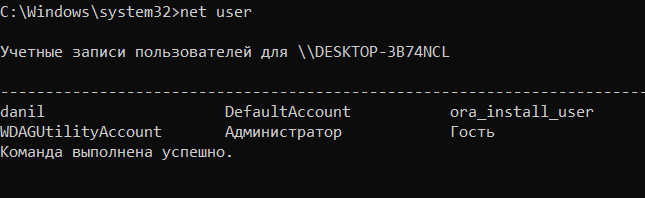 C:\Windows\system32>net user
Учетные записи пользователей для \\DESKTOP-3B74NCL
-------------------------------------------------------------------------------
danil                    DefaultAccount           ora_install_user
WDAGUtilityAccount       Администратор            Гость
Команда выполнена успешно.